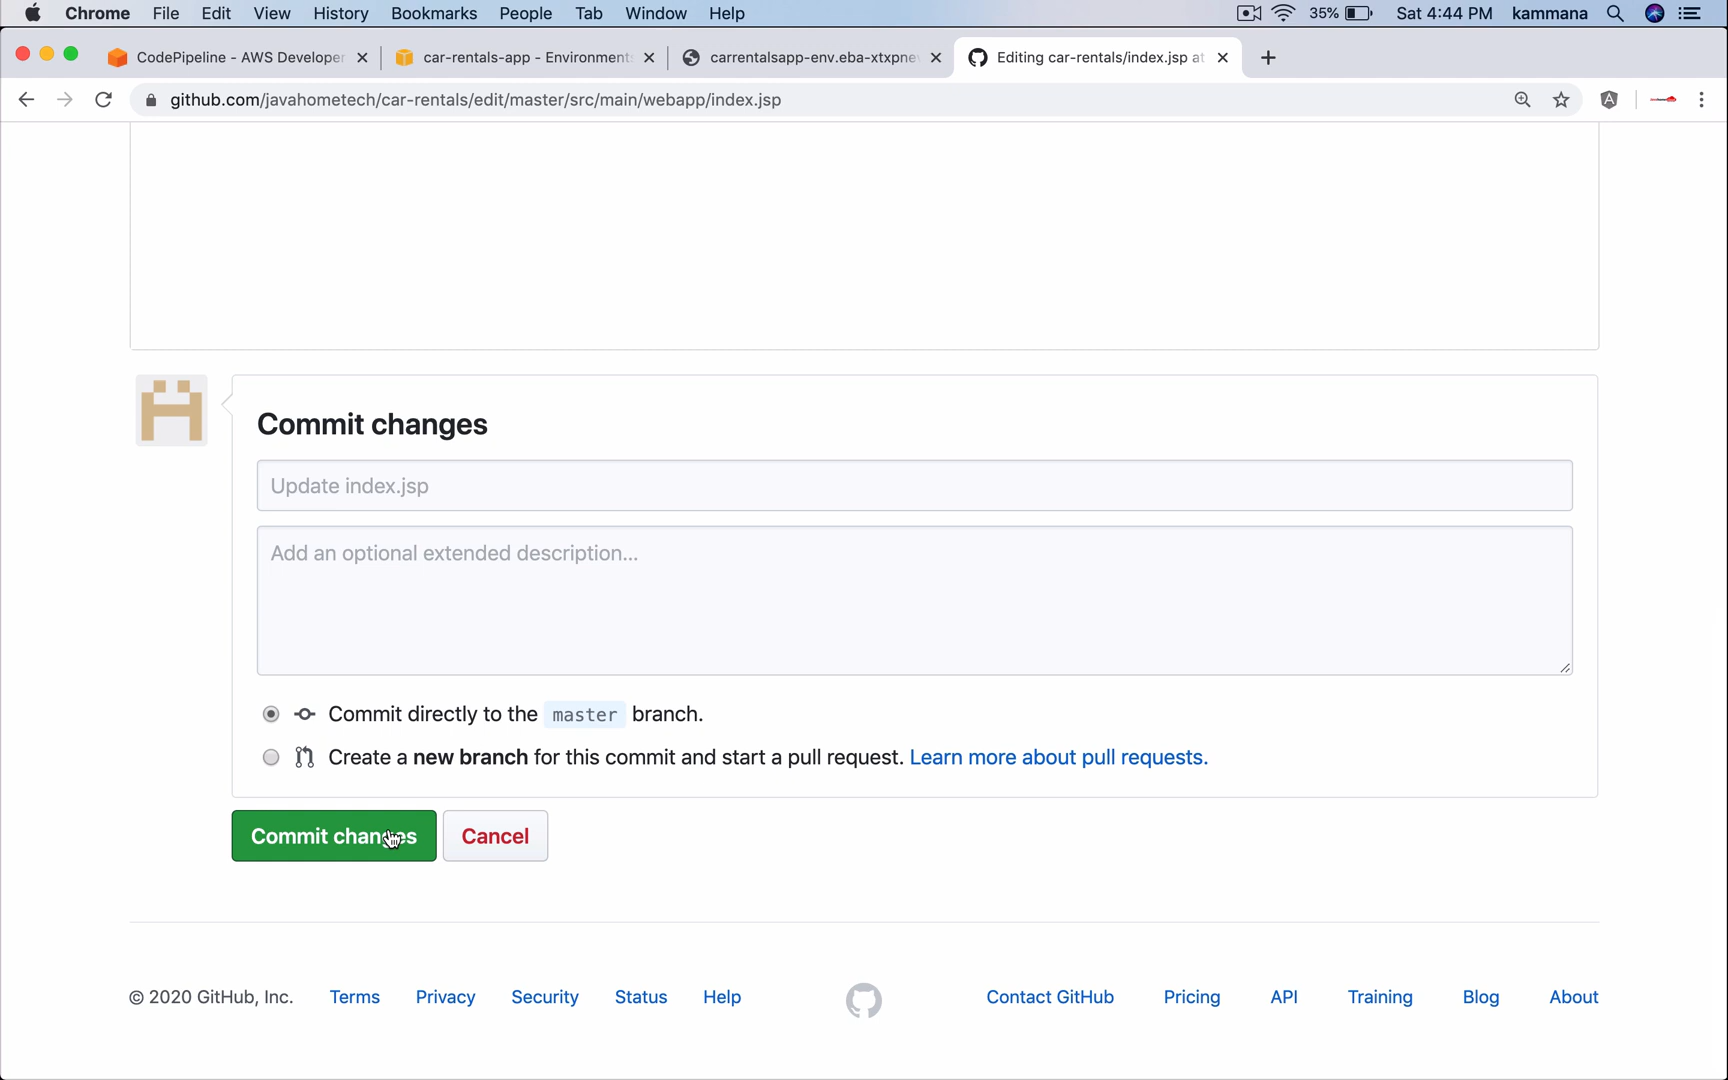 Chrome File Edit View History Bookmarks People Tab Window Help 35% Sat 4:44 PM kammana
CodePipeline - AWS Developer car-rentals-app - Environments carrentalsapp-env.eba-xtxpne Editing car-rentals/index.jsp at
github.com/javahometech/car-rentals/edit/master/src/main/webapp/index.jsp
Commit changes
Update index.jsp
Add an optional extended description...
Commit directly to the master branch.
Create a new branch for this commit and start a pull request. Learn more about pull requests.
Commit changes Cancel
© 2020 GitHub, Inc. Terms Privacy Security Status Help Contact GitHub Pricing API Training Blog About